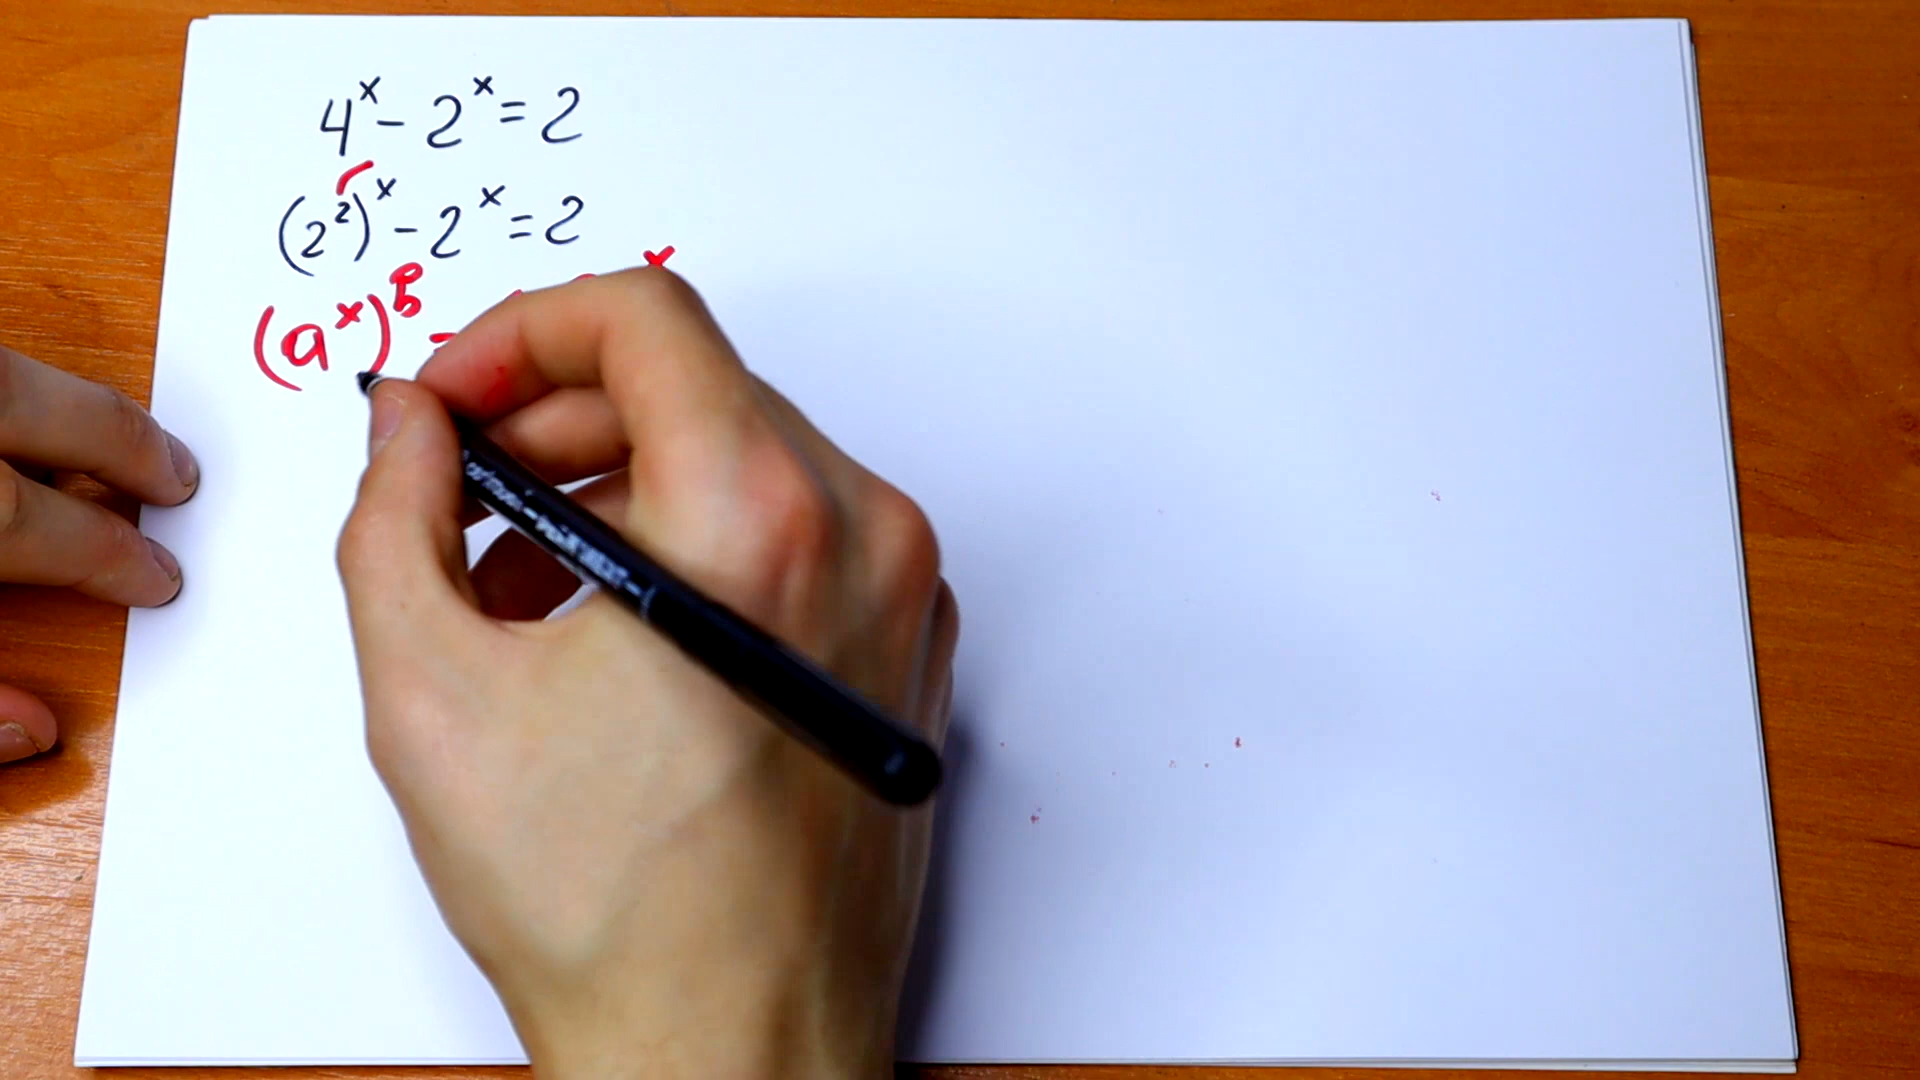 4^x - 2^x = 2
(2^2)^x - 2^x = 2
(a^x)^б = x